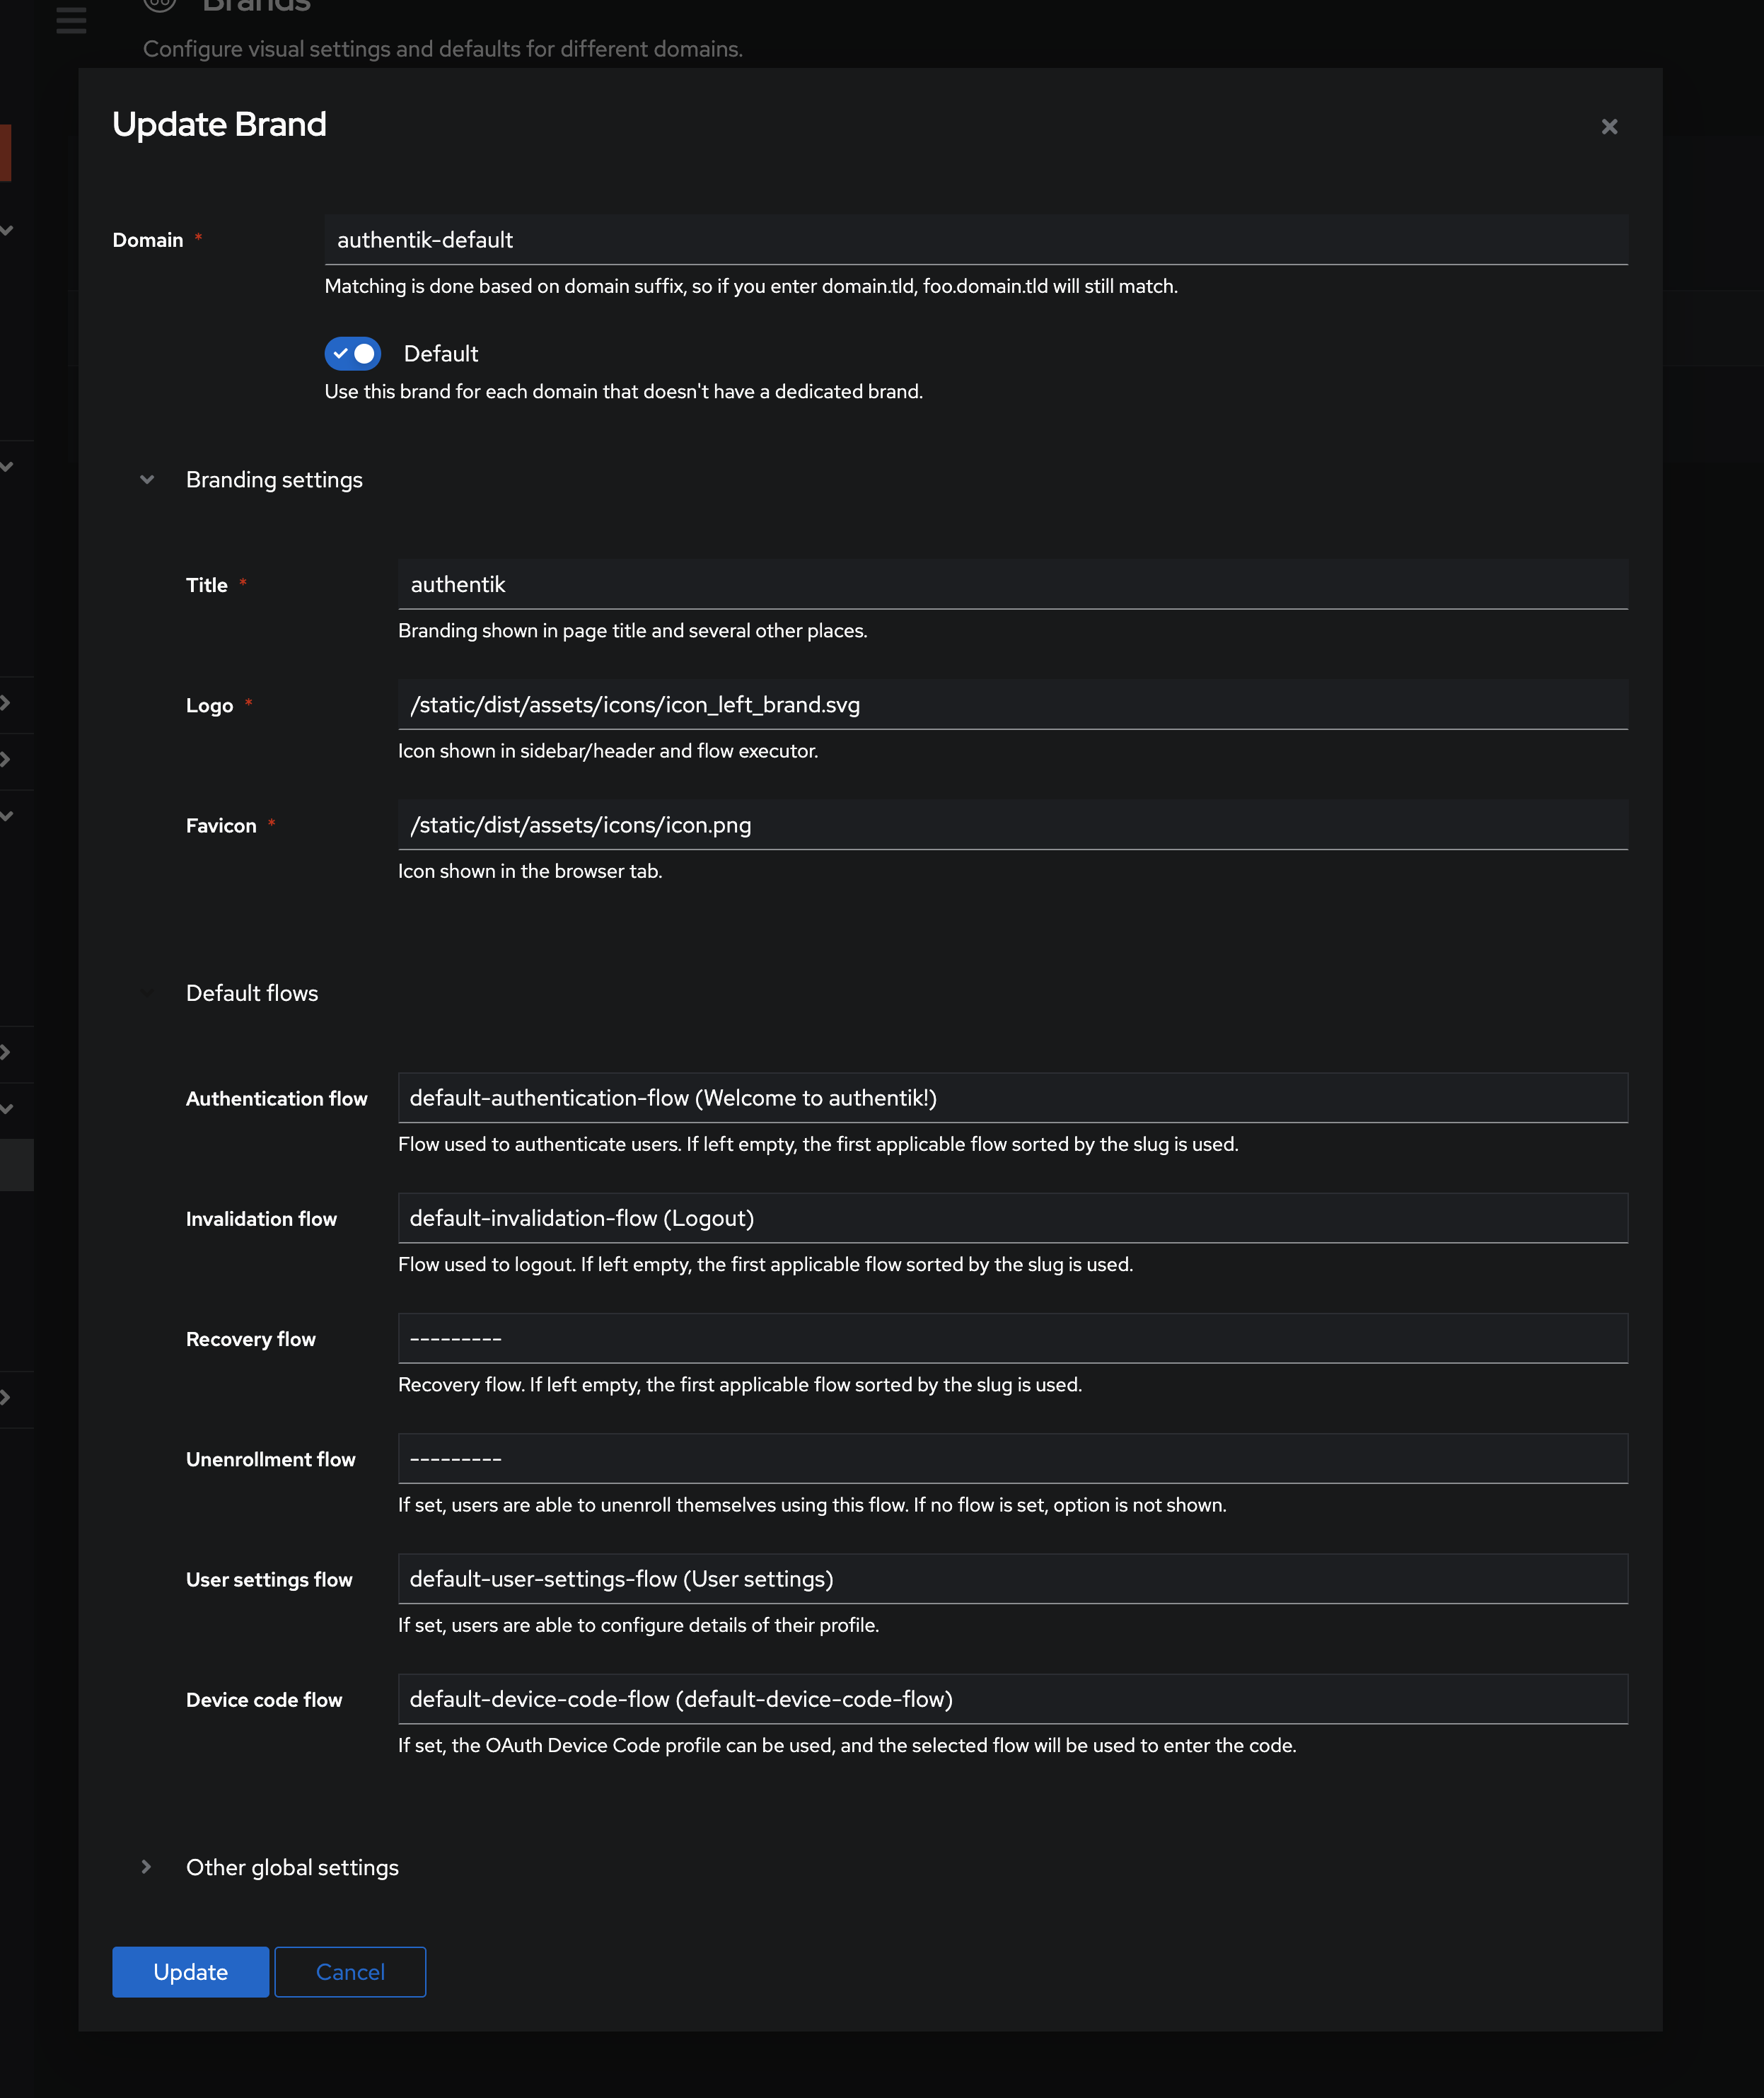 Brands
Configure visual settings and defaults for different domains.
Update Brand
Domain *
authentik-default
Matching is done based on domain suffix, so if you enter domain.tld, foo.domain.tld will still match.
Default
Use this brand for each domain that doesn't have a dedicated brand.
Branding settings
Title *
authentik
Branding shown in page title and several other places.
Logo *
/static/dist/assets/icons/icon_left_brand.svg
Icon shown in sidebar/header and flow executor.
Favicon *
/static/dist/assets/icons/icon.png
Icon shown in the browser tab.
Default flows
Authentication flow
default-authentication-flow (Welcome to authentik!)
Flow used to authenticate users. If left empty, the first applicable flow sorted by the slug is used.
Invalidation flow
default-invalidation-flow (Logout)
Flow used to logout. If left empty, the first applicable flow sorted by the slug is used.
Recovery flow
---------
Recovery flow. If left empty, the first applicable flow sorted by the slug is used.
Unenrollment flow
---------
If set, users are able to unenroll themselves using this flow. If no flow is set, option is not shown.
User settings flow
default-user-settings-flow (User settings)
If set, users are able to configure details of their profile.
Device code flow
default-device-code-flow (default-device-code-flow)
If set, the OAuth Device Code profile can be used, and the selected flow will be used to enter the code.
Other global settings
Update
Cancel